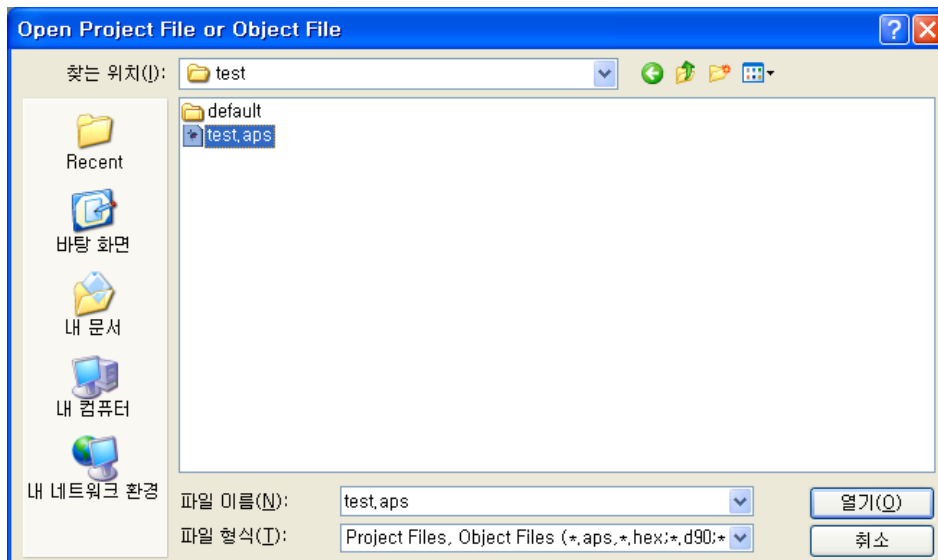 Open Project File or Object File
찾는 위치(I): test
default
test.aps
Recent
바탕 화면
내 문서
내 컴퓨터
내 네트워크 환경
파일 이름(N): test.aps 열기(O)
파일 형식(T): Project Files, Object Files (*.aps,*.hex;*.d90;* 취소